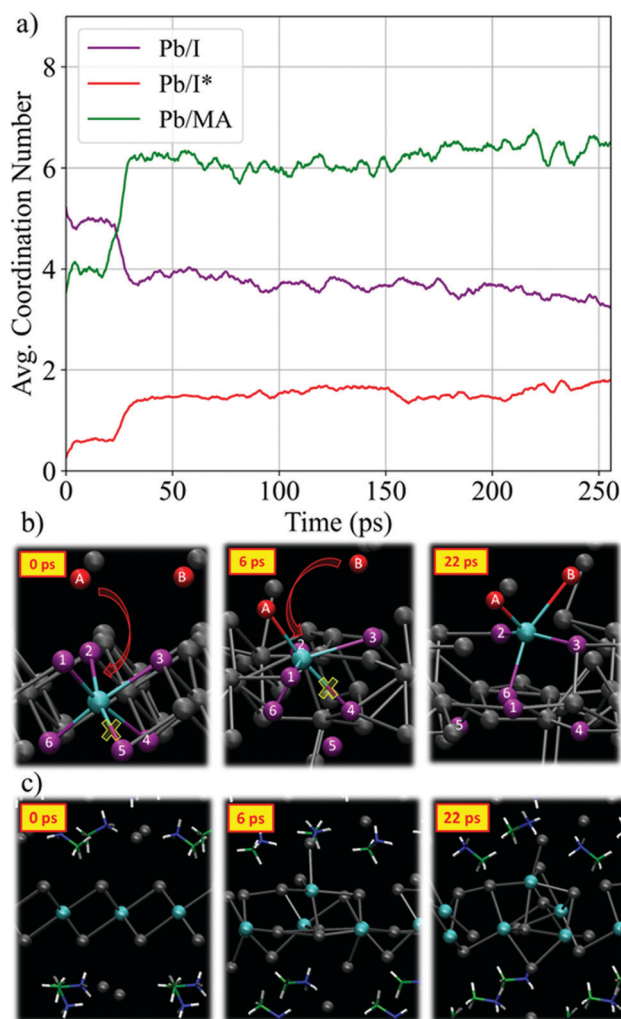 a)
Pb/I
Pb/I*
Pb/MA
Avg. Coordination Number
8
6
4
2
0
0 50 100 150 200 250
Time (ps)
b)
0 ps
A
B
1
2
3
6
5
4
6 ps
B
A
2
3
1
6
4
5
22 ps
B
A
2
3
6
1
5
4
c)
0 ps
6 ps
22 ps